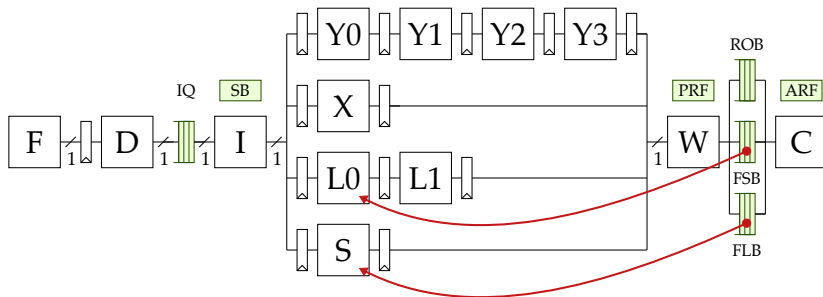 Y0 Y1 Y2 Y3
ROB
IQ SB X PRF ARF
F 1 D 1 1 I 1 1 W C
L0 L1 FSB
S FLB